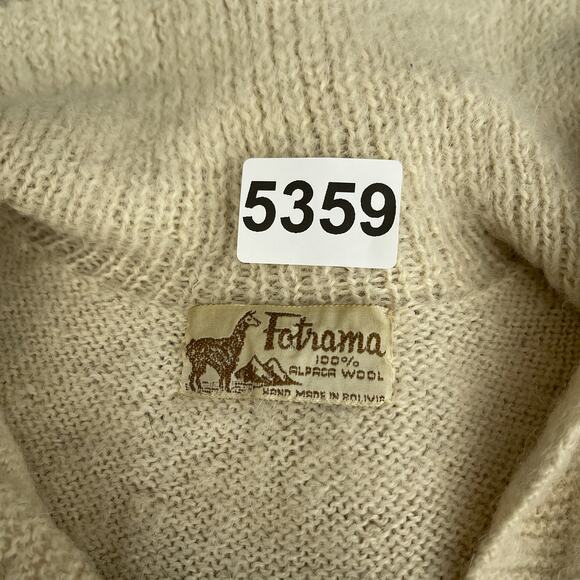 5359
Fotrama
100%
ALPACA WOOL
HAND MADE IN BOLIVIA